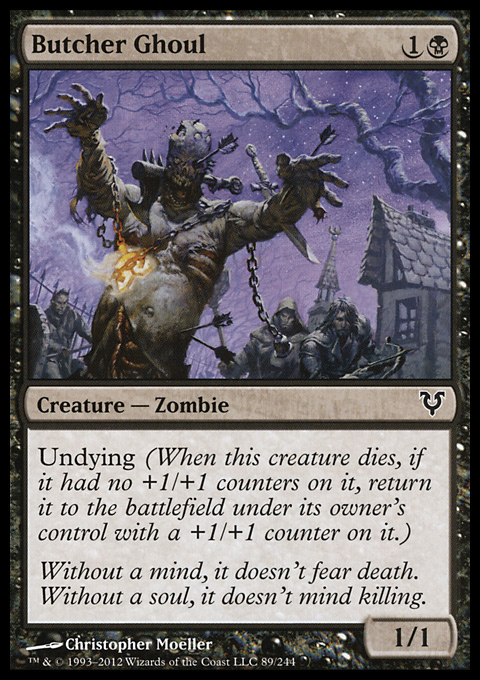 Butcher Ghoul 1
Creature — Zombie
Undying (When this creature dies, if
it had no +1/+1 counters on it, return
it to the battlefield under its owner's
control with a +1/+1 counter on it.)
Without a mind, it doesn't fear death.
Without a soul, it doesn't mind killing.
Christopher Moeller
1/1
™ & © 1993–2012 Wizards of the Coast LLC 89/244